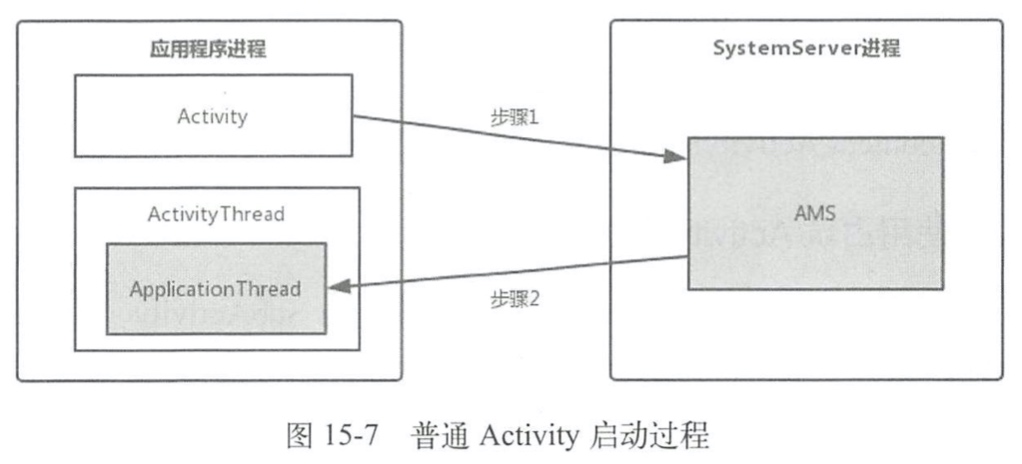 应用程序进程
Activity
ActivityThread
ApplicationThread
步骤1
步骤2
SystemServer进程
AMS
图 15-7 普通 Activity 启动过程